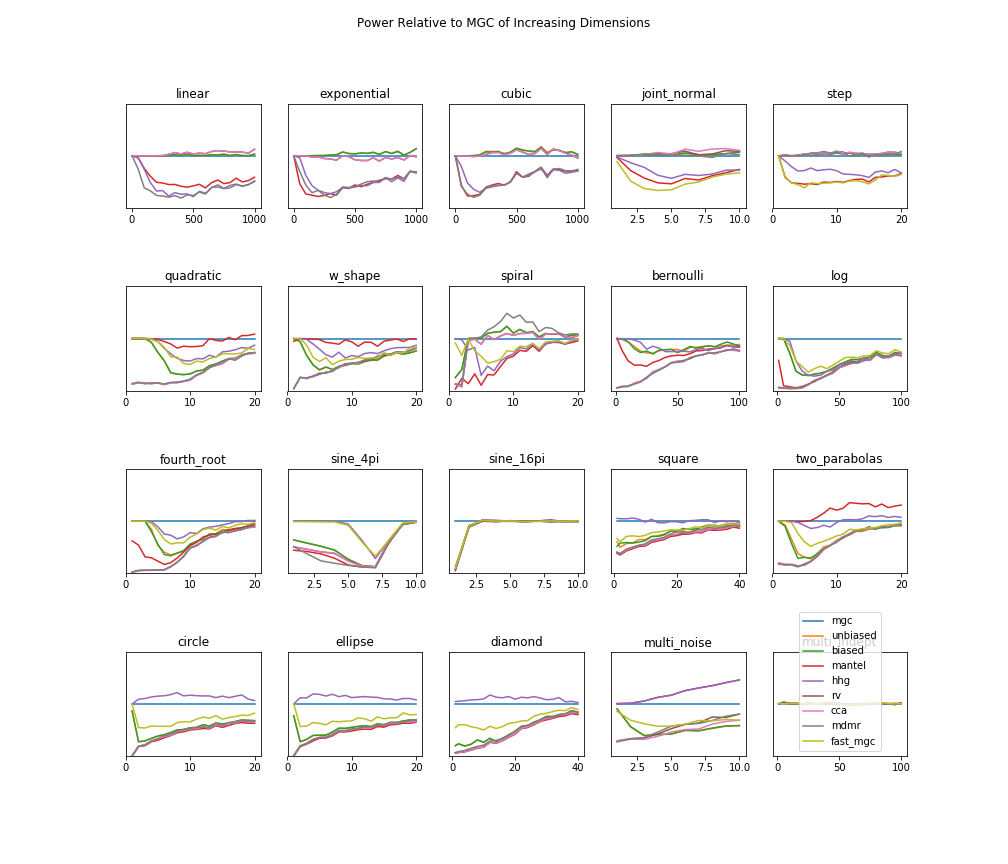 Power Relative to MGC of Increasing Dimensions
linear exponential cubic joint_normal step
0 500 1000 0 500 1000 0 500 1000 2.5 5.0 7.5 10.0 0 10 20
quadratic w_shape spiral bernoulli log
0 10 20 0 10 20 0 10 20 0 50 100 0 50 100
fourth_root sine_4pi sine_16pi square two_parabolas
0 10 20 2.5 5.0 7.5 10.0 2.5 5.0 7.5 10.0 0 20 40 0 10 20
circle ellipse diamond multi_noise multi_indept
0 10 20 0 10 20 0 20 40 2.5 5.0 7.5 10.0 0 50 100
mgc
unbiased
biased
mantel
hhg
rv
cca
mdmr
fast_mgc